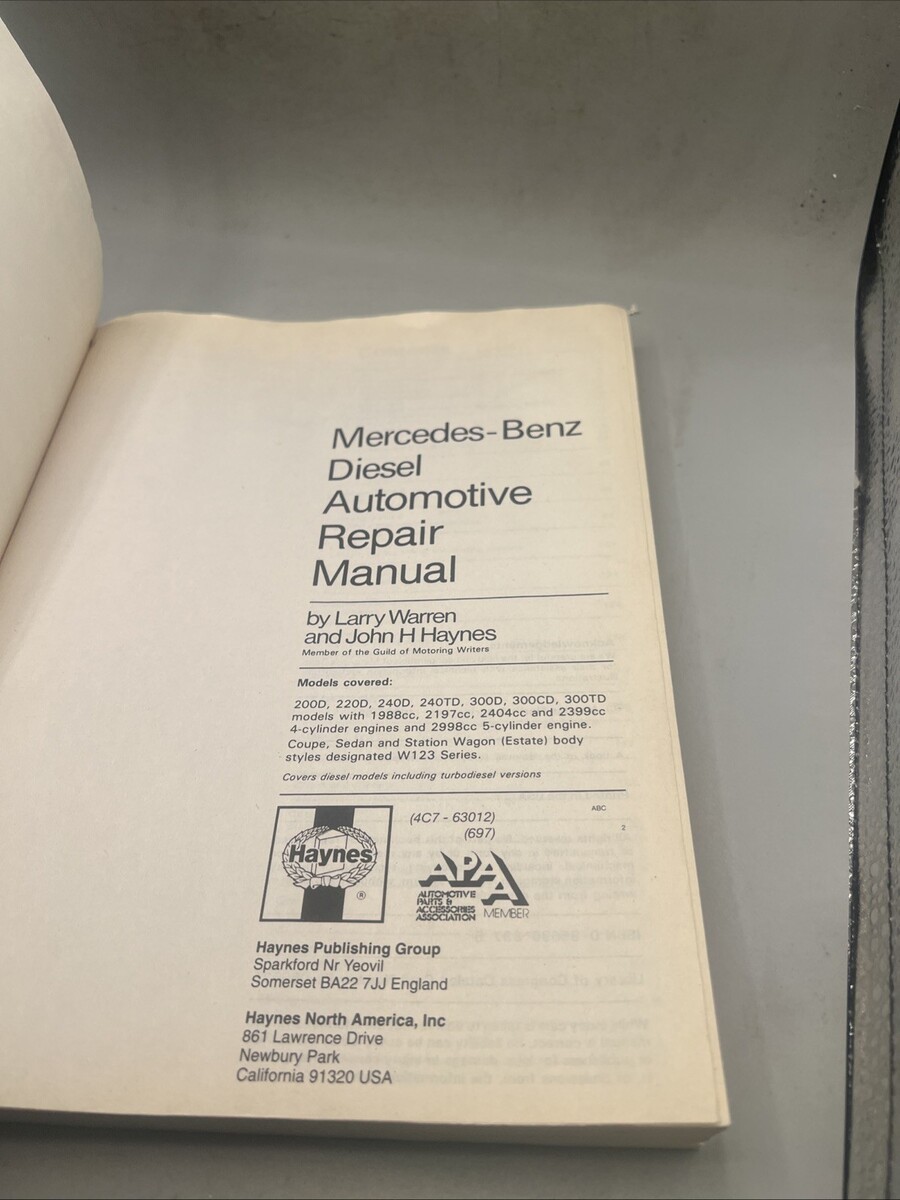 Mercedes-Benz
Diesel
Automotive
Repair
Manual
by Larry Warren
and John H Haynes
Member of the Guild of Motoring Writers
Models covered:
200D, 220D, 240D, 240TD, 300D, 300CD, 300TD
models with 1988cc, 2197cc, 2404cc and 2399cc
4-cylinder engines and 2998cc 5-cylinder engine.
Coupe, Sedan and Station Wagon (Estate) body
styles designated W123 Series.
Covers diesel models including turbodiesel versions
ABC
2
(4C7 - 63012)
(697)
Haynes
®
APAA
AUTOMOTIVE
PARTS &
ACCESSORIES
ASSOCIATION MEMBER
Haynes Publishing Group
Sparkford Nr Yeovil
Somerset BA22 7JJ England
Haynes North America, Inc
861 Lawrence Drive
Newbury Park
California 91320 USA